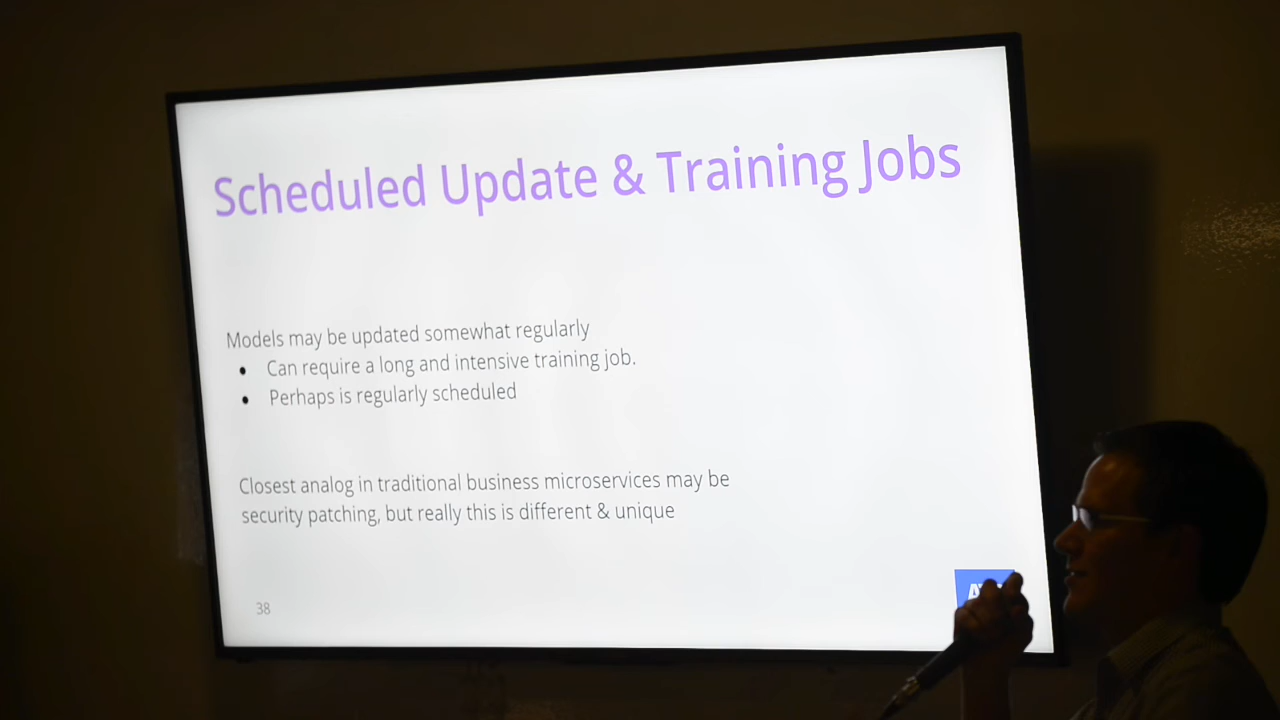 Scheduled Update & Training Jobs
Models may be updated somewhat regularly
● Can require a long and intensive training job.
● Perhaps is regularly scheduled
Closest analog in traditional business microservices may be
security patching, but really this is different & unique
38